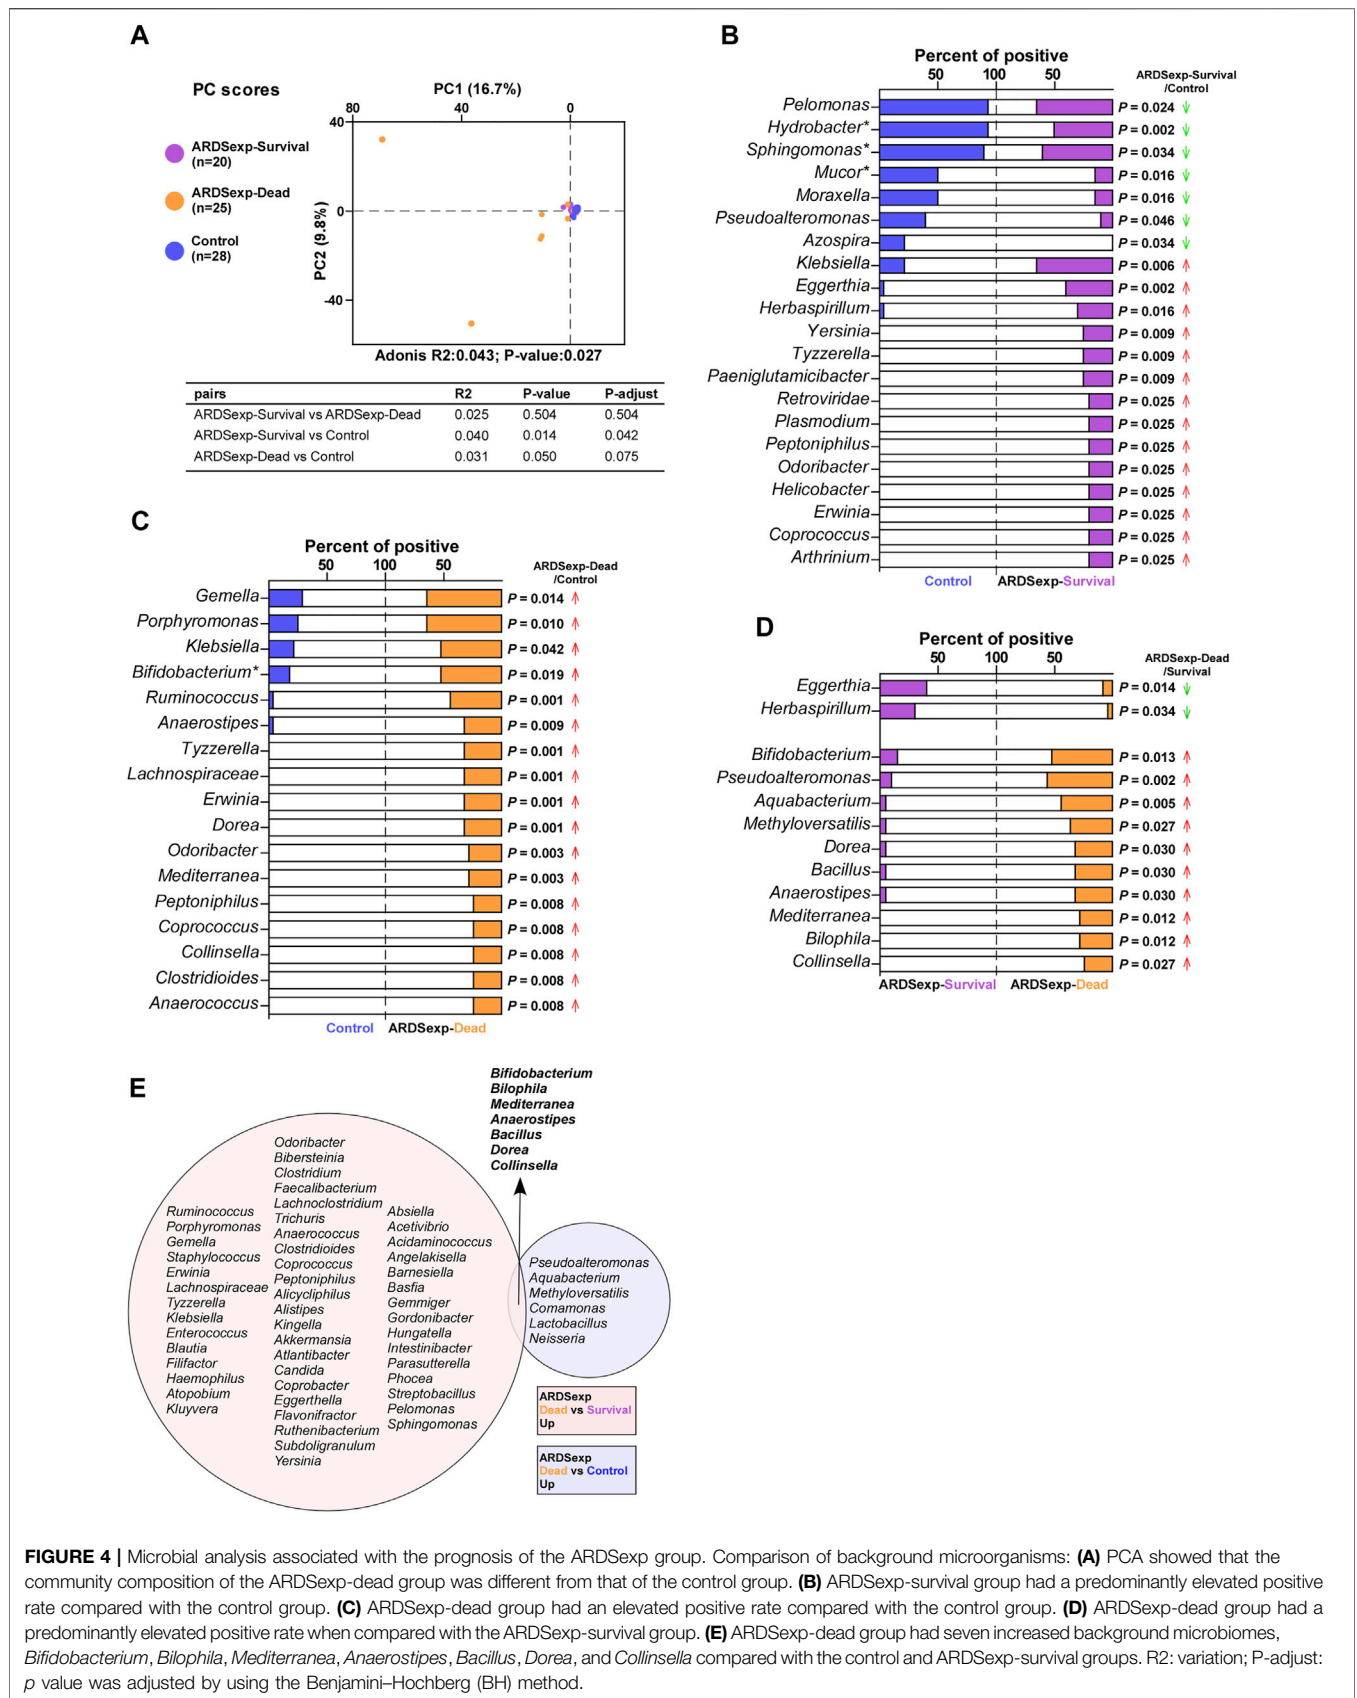 A
PC scores
ARDSexp-Survival
(n=20)
ARDSexp-Dead
(n=25)
Control
(n=28)
PC1 (16.7%)
80 40 0
40
0
-40
PC2 (9.8%)
Adonis R2:0.043; P-value:0.027
pairs R2 P-value P-adjust
ARDSexp-Survival vs ARDSexp-Dead 0.025 0.504 0.504
ARDSexp-Survival vs Control 0.040 0.014 0.042
ARDSexp-Dead vs Control 0.031 0.050 0.075
B
Percent of positive
50 100 50
ARDSexp-Survival
/Control
Pelomonas P = 0.024 ↓
Hydrobacter* P = 0.002 ↓
Sphingomonas* P = 0.034 ↓
Mucor* P = 0.016 ↓
Moraxella P = 0.016 ↓
Pseudoalteromonas P = 0.046 ↓
Azospira P = 0.034 ↓
Klebsiella P = 0.006 ↑
Eggerthia P = 0.002 ↑
Herbaspirillum P = 0.016 ↑
Yersinia P = 0.009 ↑
Tyzzerella P = 0.009 ↑
Paeniglutamicibacter P = 0.009 ↑
Retroviridae P = 0.025 ↑
Plasmodium P = 0.025 ↑
Peptoniphilus P = 0.025 ↑
Odoribacter P = 0.025 ↑
Helicobacter P = 0.025 ↑
Erwinia P = 0.025 ↑
Coprococcus P = 0.025 ↑
Arthrinium P = 0.025 ↑
Control ARDSexp-Survival
C
Percent of positive
50 100 50
ARDSexp-Dead
/Control
Gemella P = 0.014 ↑
Porphyromonas P = 0.010 ↑
Klebsiella P = 0.042 ↑
Bifidobacterium* P = 0.019 ↑
Ruminococcus P = 0.001 ↑
Anaerostipes P = 0.009 ↑
Tyzzerella P = 0.001 ↑
Lachnospiraceae P = 0.001 ↑
Erwinia P = 0.001 ↑
Dorea P = 0.001 ↑
Odoribacter P = 0.003 ↑
Mediterranea P = 0.003 ↑
Peptoniphilus P = 0.008 ↑
Coprococcus P = 0.008 ↑
Collinsella P = 0.008 ↑
Clostridioides P = 0.008 ↑
Anaerococcus P = 0.008 ↑
Control ARDSexp-Dead
D
Percent of positive
50 100 50
ARDSexp-Dead
/Survival
Eggerthia P = 0.014 ↓
Herbaspirillum P = 0.034 ↓
Bifidobacterium P = 0.013 ↑
Pseudoalteromonas P = 0.002 ↑
Aquabacterium P = 0.005 ↑
Methyloversatilis P = 0.027 ↑
Dorea P = 0.030 ↑
Bacillus P = 0.030 ↑
Anaerostipes P = 0.030 ↑
Mediterranea P = 0.012 ↑
Bilophila P = 0.012 ↑
Collinsella P = 0.027 ↑
ARDSexp-Survival ARDSexp-Dead
E
Bifidobacterium
Bilophila
Mediterranea
Anaerostipes
Bacillus
Dorea
Collinsella
Ruminococcus
Porphyromonas
Gemella
Staphylococcus
Erwinia
Lachnospiraceae
Tyzzerella
Klebsiella
Enterococcus
Blautia
Filifactor
Haemophilus
Atopobium
Kluyvera
Odoribacter
Bibersteinia
Clostridium
Faecalibacterium
Lachnoclostridium
Trichuris
Anaerococcus
Clostridioides
Coprococcus
Peptoniphilus
Alicycliphilus
Alistipes
Kingella
Akkermansia
Atlantibacter
Candida
Coprobacter
Eggerthella
Flavonifractor
Ruthenibacterium
Subdoligranulum
Yersinia
Absiella
Acetivibrio
Acidaminococcus
Angelakisella
Barnesiella
Basfia
Gemmiger
Gordonibacter
Hungatella
Intestinibacter
Parasutterella
Phocea
Streptobacillus
Pelomonas
Sphingomonas
Pseudoalteromonas
Aquabacterium
Methyloversatilis
Comamonas
Lactobacillus
Neisseria
ARDSexp
Dead vs Survival
Up
ARDSexp
Dead vs Control
Up
FIGURE 4 | Microbial analysis associated with the prognosis of the ARDSexp group. Comparison of background microorganisms: (A) PCA showed that the
community composition of the ARDSexp-dead group was different from that of the control group. (B) ARDSexp-survival group had a predominantly elevated positive
rate compared with the control group. (C) ARDSexp-dead group had an elevated positive rate compared with the control group. (D) ARDSexp-dead group had a
predominantly elevated positive rate when compared with the ARDSexp-survival group. (E) ARDSexp-dead group had seven increased background microbiomes,
Bifidobacterium, Bilophila, Mediterranea, Anaerostipes, Bacillus, Dorea, and Collinsella compared with the control and ARDSexp-survival groups. R2: variation; P-adjust:
p value was adjusted by using the Benjamini–Hochberg (BH) method.